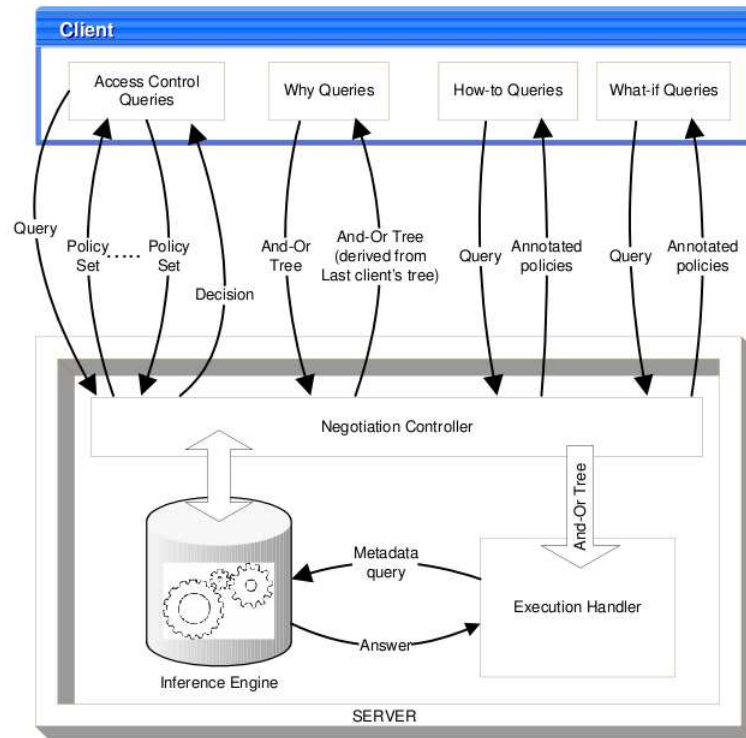 Client
Access Control
Queries
Why Queries
How-to Queries
What-if Queries
Query
Policy
Set
.....
Policy
Set
Decision
And-Or
Tree
And-Or Tree
(derived from
Last client's tree)
Query
Annotated
policies
Query
Annotated
policies
Negotiation Controller
And-Or Tree
Metadata
query
Execution Handler
Answer
Inference Engine
SERVER